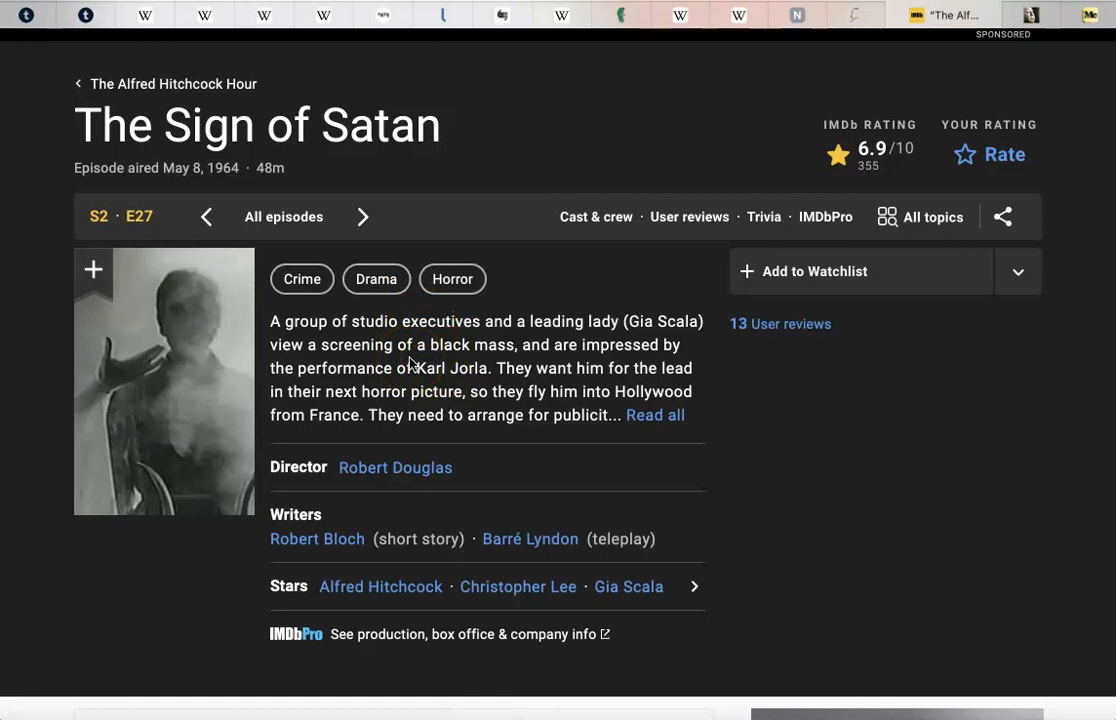 "The Alf...
SPONSORED
The Alfred Hitchcock Hour
The Sign of Satan
Episode aired May 8, 1964 · 48m
IMDb RATING
6.9/10
355
YOUR RATING
Rate
S2 · E27
All episodes
Cast & crew · User reviews · Trivia · IMDbPro
All topics
Crime
Drama
Horror
A group of studio executives and a leading lady (Gia Scala)
view a screening of a black mass, and are impressed by
the performance of Karl Jorla. They want him for the lead
in their next horror picture, so they fly him into Hollywood
from France. They need to arrange for publicit... Read all
+ Add to Watchlist
13 User reviews
Director Robert Douglas
Writers
Robert Bloch (short story) · Barré Lyndon (teleplay)
Stars Alfred Hitchcock · Christopher Lee · Gia Scala
IMDbPro See production, box office & company info